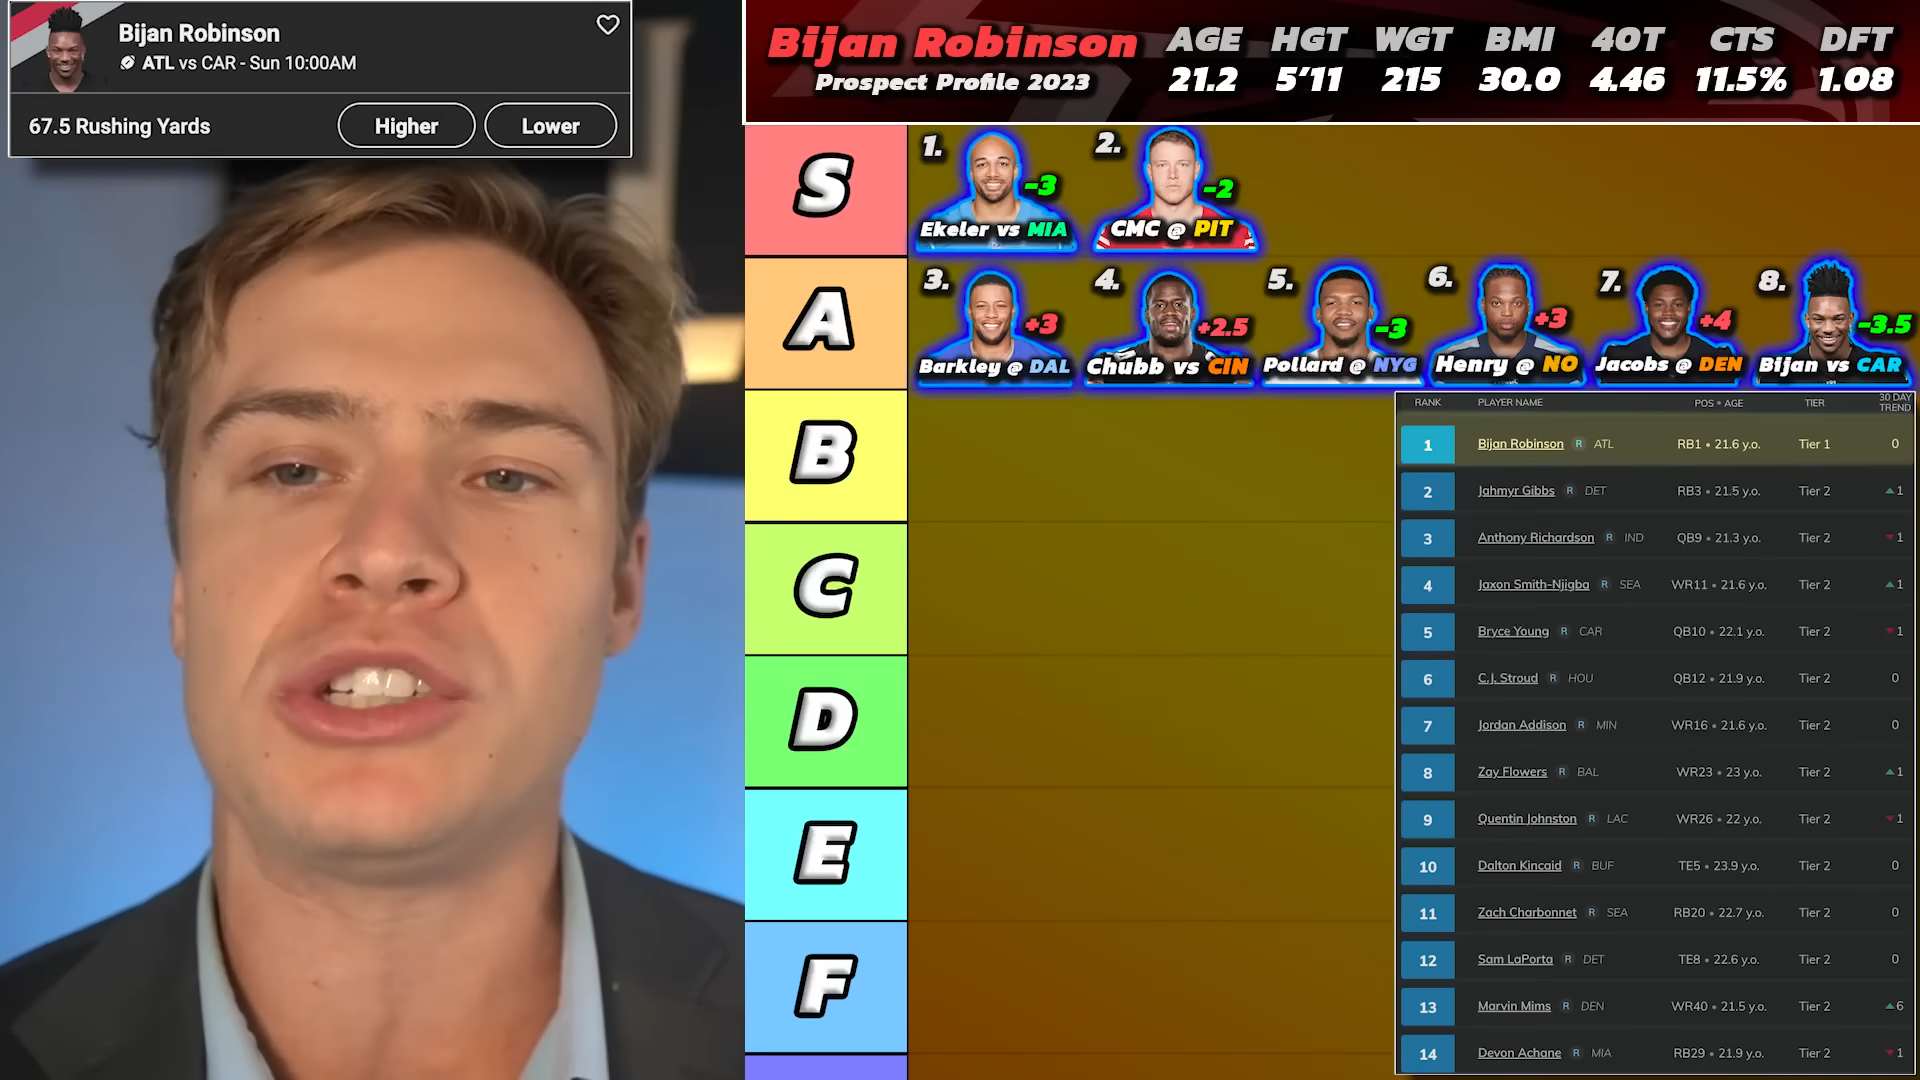 Bijan Robinson
ATL vs CAR - Sun 10:00AM
67.5 Rushing Yards
Higher
Lower
Bijan Robinson
Prospect Profile 2023
AGE HGT WGT BMI 40T CTS DFT
21.2 5'11 215 30.0 4.46 11.5% 1.08
S
1.
-3
Ekeler vs MIA
2.
-2
CMC @ PIT
A
3.
+3
Barkley @ DAL
4.
+2.5
Chubb vs CIN
5.
-3
Pollard @ NYG
6.
+3
Henry @ NO
7.
+4
Jacobs @ DEN
8.
-3.5
Bijan vs CAR
B
C
D
E
F
RANK PLAYER NAME POS • AGE TIER 30 DAY TREND
1 Bijan Robinson R ATL RB1 • 21.6 y.o. Tier 1 0
2 Jahmyr Gibbs R DET RB3 • 21.5 y.o. Tier 2 ▲1
3 Anthony Richardson R IND QB9 • 21.3 y.o. Tier 2 ▼1
4 Jaxon Smith-Njigba R SEA WR11 • 21.6 y.o. Tier 2 ▲1
5 Bryce Young R CAR QB10 • 22.1 y.o. Tier 2 ▼1
6 C.J. Stroud R HOU QB12 • 21.9 y.o. Tier 2 0
7 Jordan Addison R MIN WR16 • 21.6 y.o. Tier 2 0
8 Zay Flowers R BAL WR23 • 23 y.o. Tier 2 ▲1
9 Quentin Johnston R LAC WR26 • 22 y.o. Tier 2 ▼1
10 Dalton Kincaid R BUF TE5 • 23.9 y.o. Tier 2 0
11 Zach Charbonnet R SEA RB20 • 22.7 y.o. Tier 2 0
12 Sam LaPorta R DET TE8 • 22.6 y.o. Tier 2 0
13 Marvin Mims R DEN WR40 • 21.5 y.o. Tier 2 ▲6
14 Devon Achane R MIA RB29 • 21.9 y.o. Tier 2 ▼1